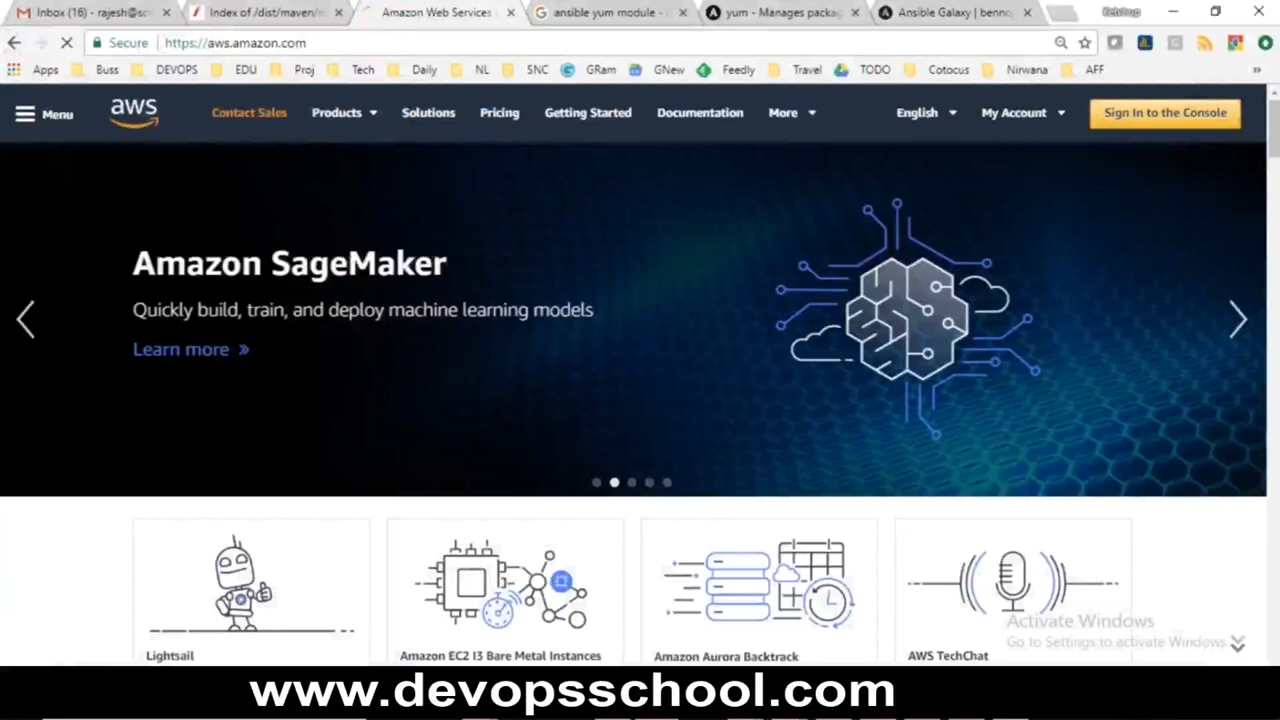 Inbox (16) - rajesh@sc
Index of /dist/maven/m
Amazon Web Services
ansible yum module -
yum - Manages packa
Ansible Galaxy | benno
Secure
https://aws.amazon.com
Apps
Buss
DEVOPS
EDU
Proj
Tech
Daily
NL
SNC
GRam
GNew
Feedly
Travel
TODO
Cotocus
Nirwana
AFF
Menu
aws
Contact Sales
Products
Solutions
Pricing
Getting Started
Documentation
More
English
My Account
Sign In to the Console
Amazon SageMaker
Quickly build, train, and deploy machine learning models
Learn more »
Lightsail
Amazon EC2 I3 Bare Metal Instances
Amazon Aurora Backtrack
AWS TechChat
Activate Windows
Go to Settings to activate Windows.
www.devopsschool.com